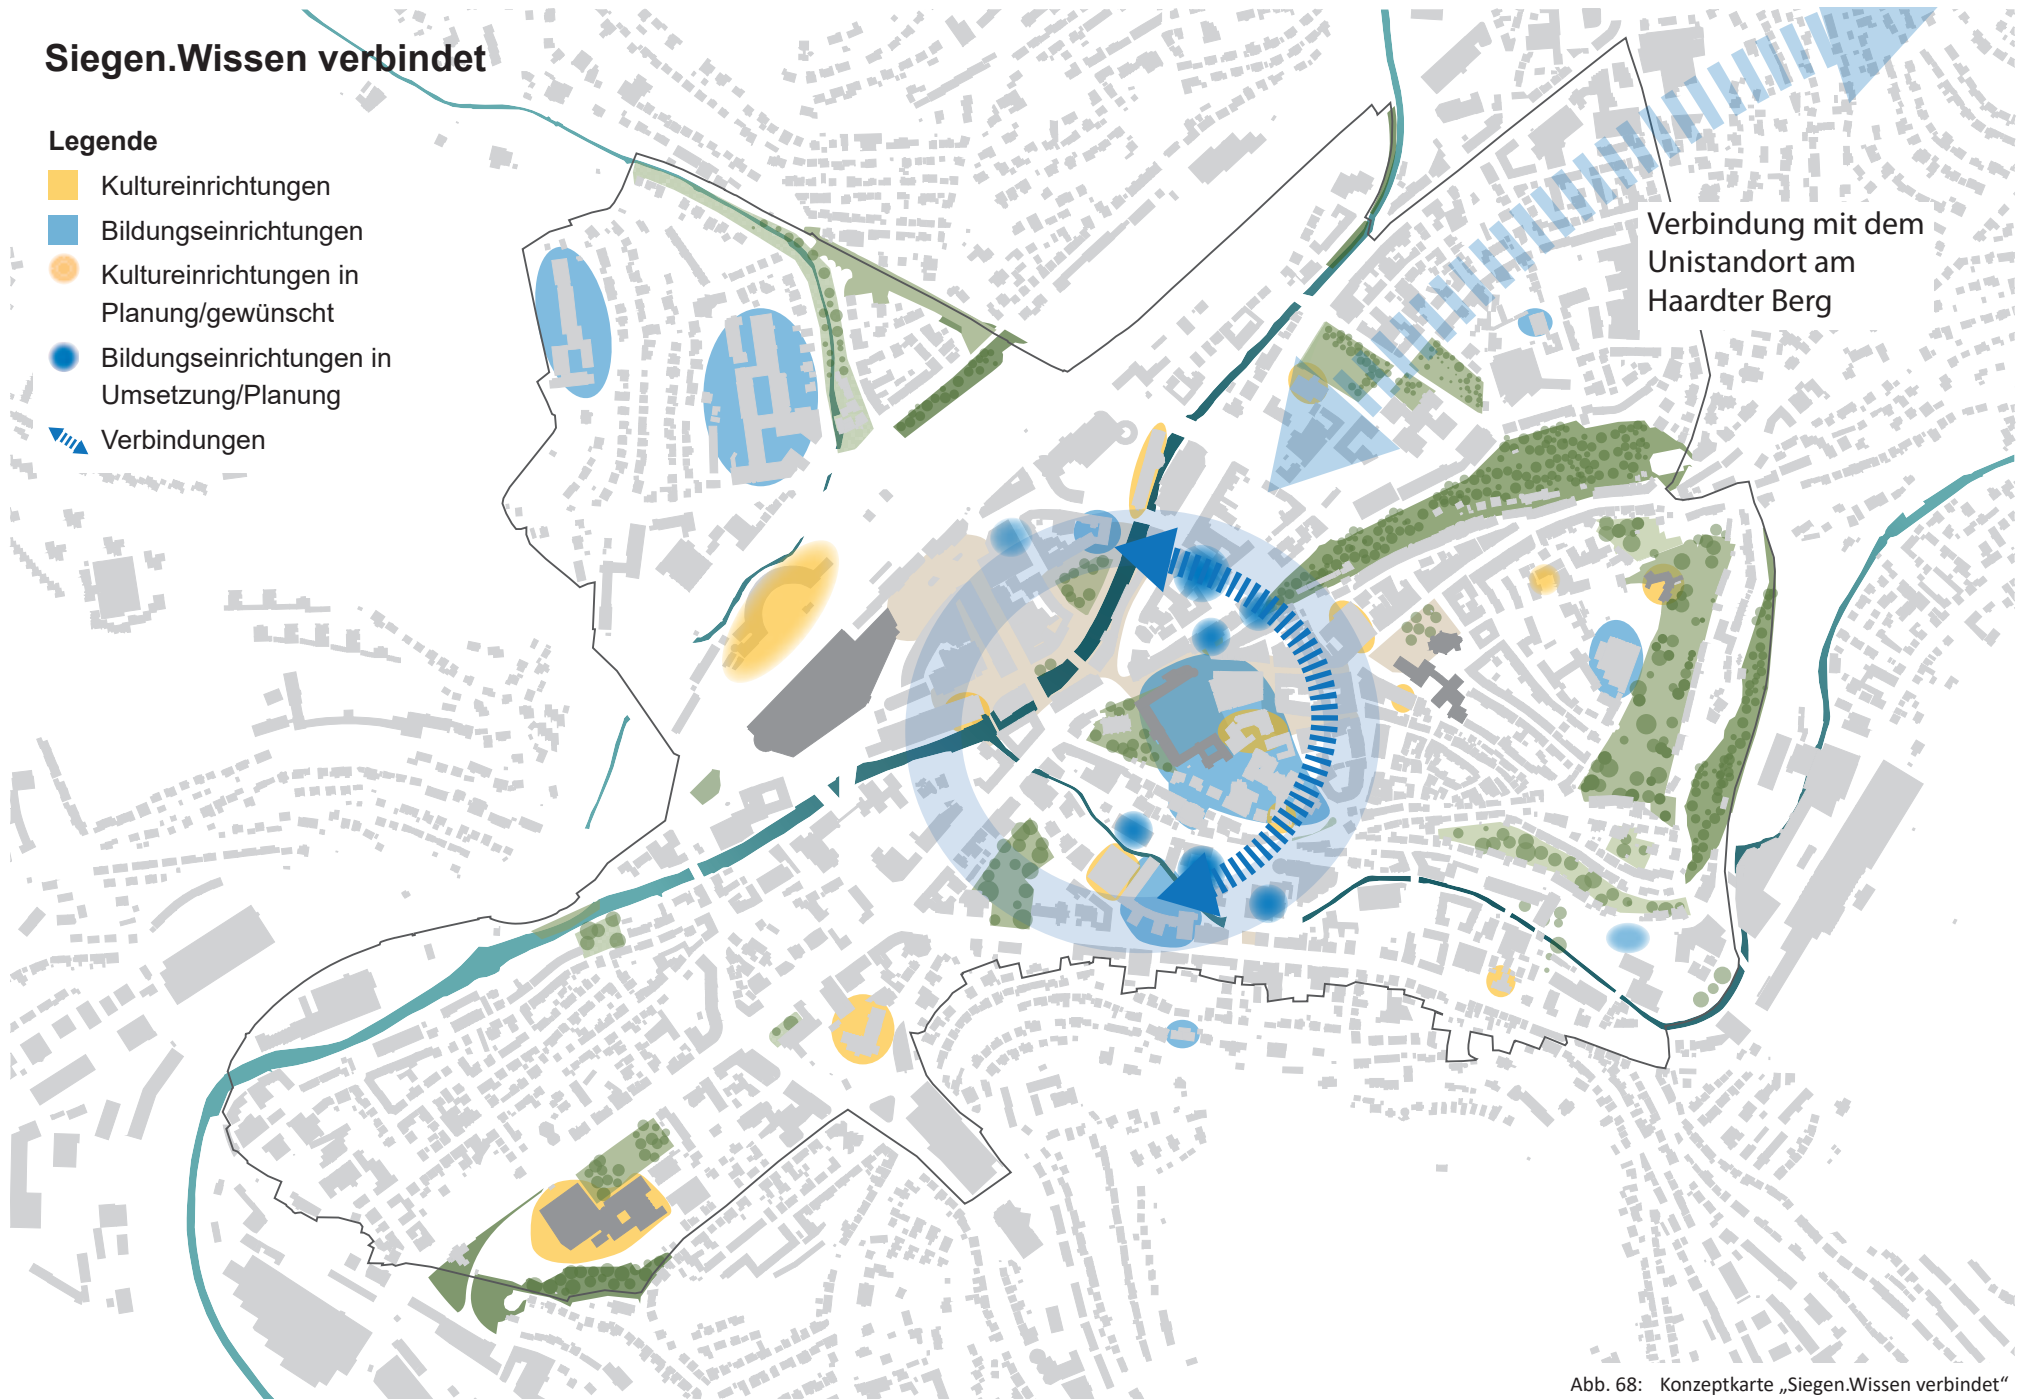 Siegen.Wissen verbindet
Legende
Kultureinrichtungen
Bildungseinrichtungen
Kultureinrichtungen in
Planung/gewünscht
Bildungseinrichtungen in
Umsetzung/Planung
Verbindungen
Verbindung mit dem
Unistandort am
Haardter Berg
Abb. 68: Konzeptkarte „Siegen.Wissen verbindet“